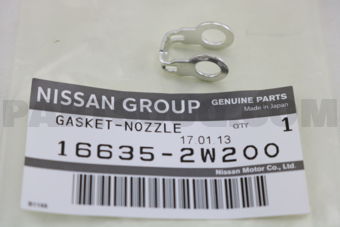 NISSAN GROUP GENUINE PARTS
Made in Japan
GASKET-NOZZLE QTY 1
17.01.13
16635-2W200
Nissan Motor Co., Ltd.